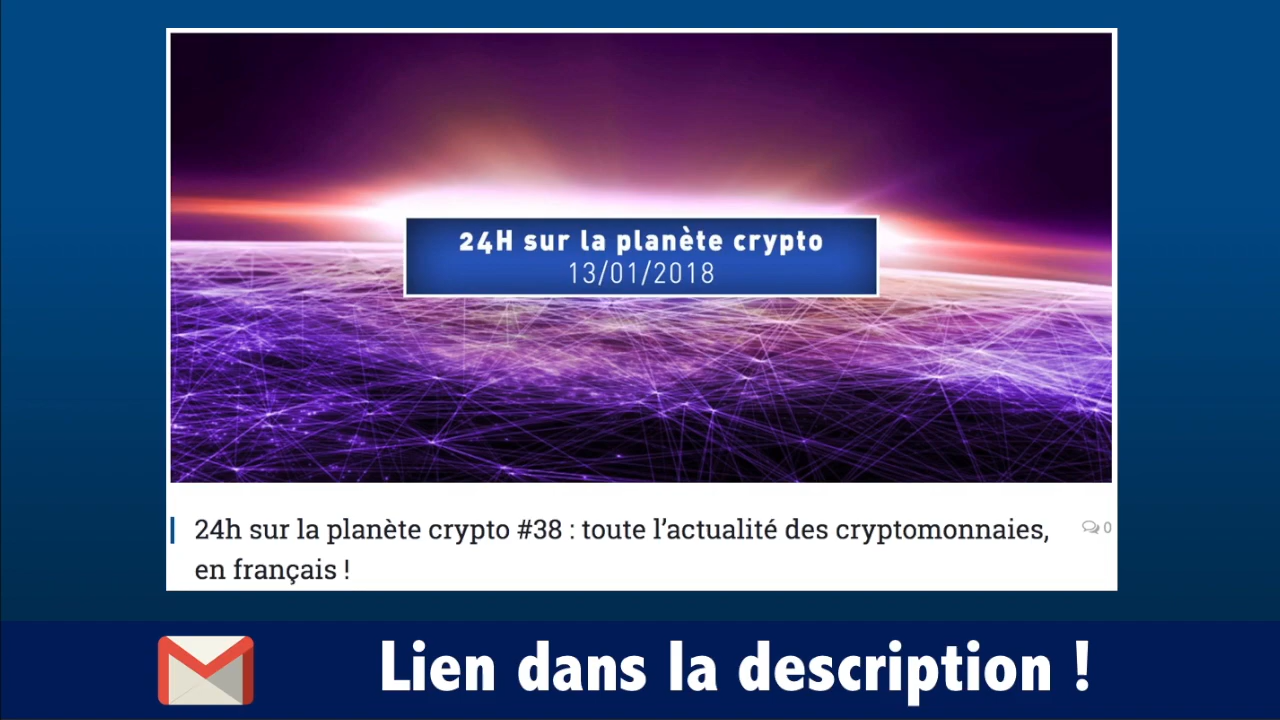 24H sur la planète crypto
13/01/2018
24h sur la planète crypto #38 : toute l’actualité des cryptomonnaies,
0
en français !
Lien dans la description !